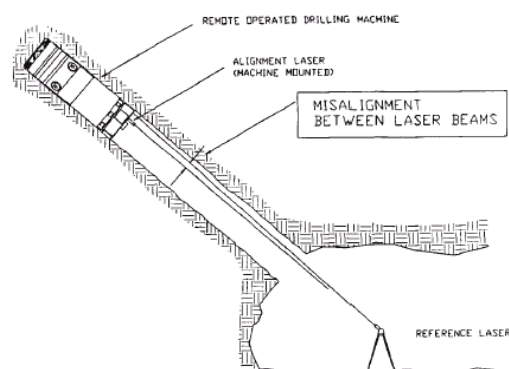 REMOTE OPERATED DRILLING MACHINE
ALIGNMENT LASER
(MACHINE MOUNTED)
MISALIGNMENT
BETWEEN LASER BEAMS
REFERENCE LASER